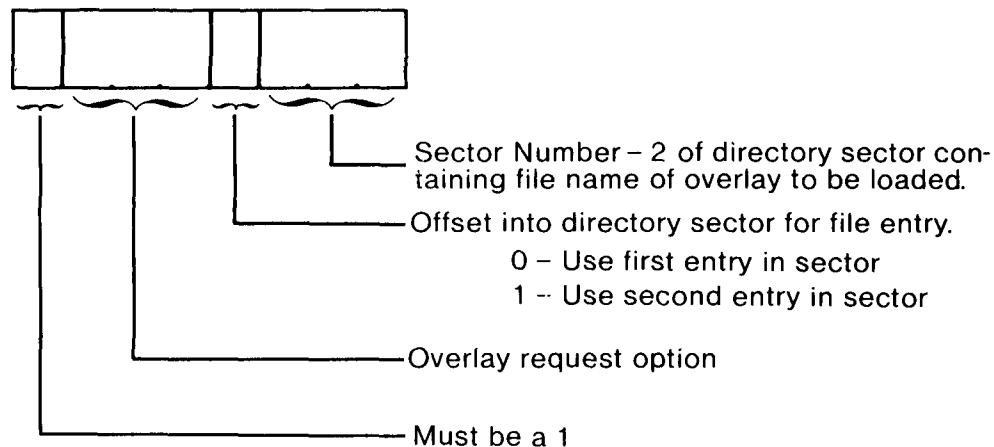 Sector Number – 2 of directory sector con-
taining file name of overlay to be loaded.
Offset into directory sector for file entry.
0 – Use first entry in sector
1 – Use second entry in sector
Overlay request option
Must be a 1